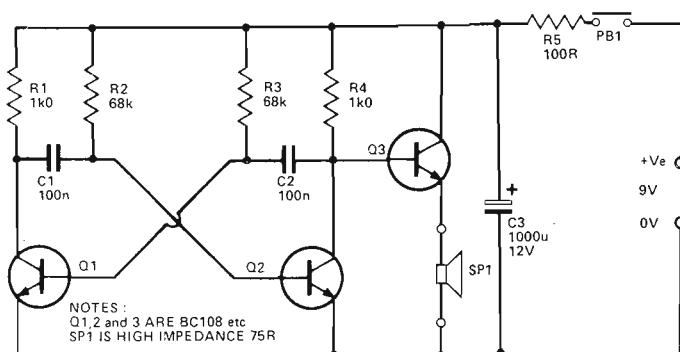 R1
1k0
R2
68k
R3
68k
R4
1k0
R5
100R
PB1
C1
100n
C2
100n
Q3
+Ve
9V
0V
+
C3
1000u
12V
Q1
Q2
SP1
NOTES :
Q1,2 and 3 ARE BC108 etc
SP1 IS HIGH IMPEDANCE 75R